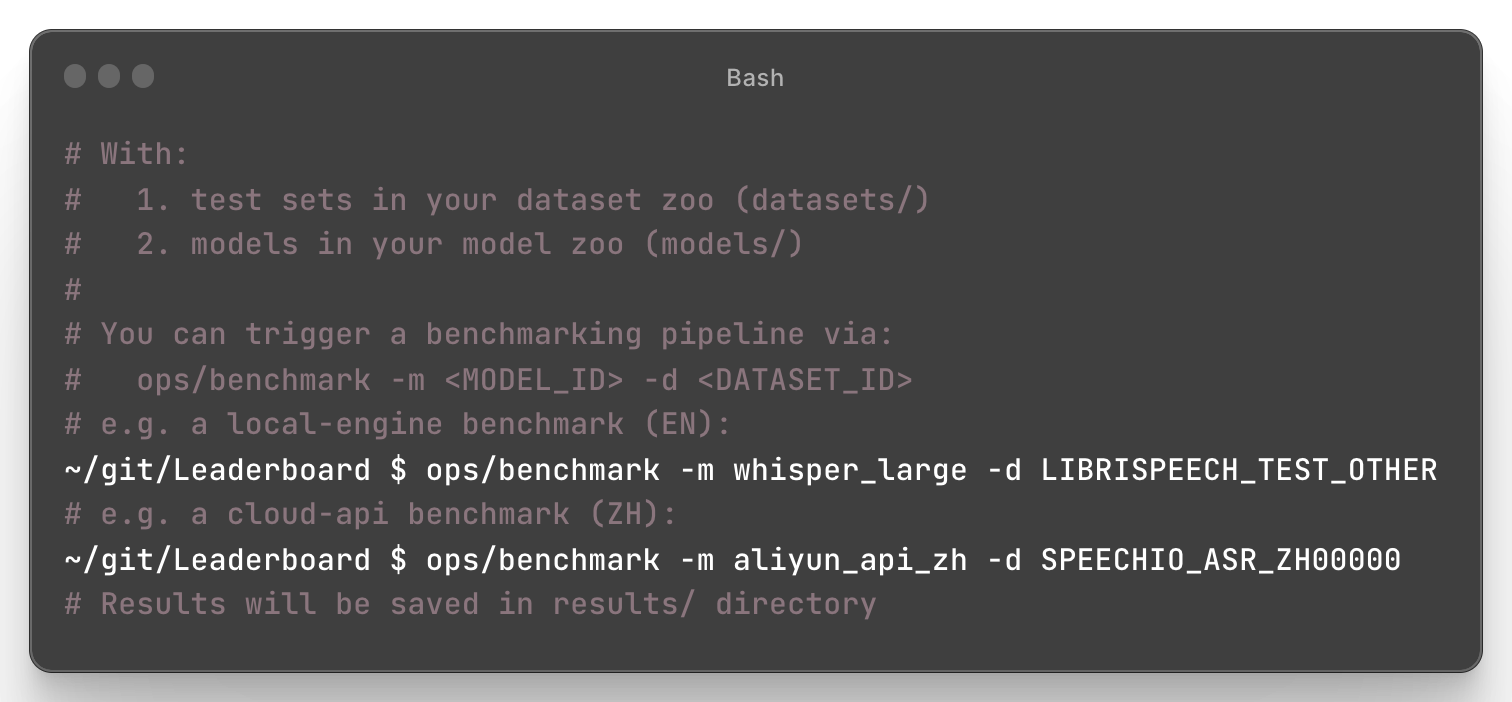 Bash
# With:
#   1. test sets in your dataset zoo (datasets/)
#   2. models in your model zoo (models/)
#
# You can trigger a benchmarking pipeline via:
#   ops/benchmark -m <MODEL_ID> -d <DATASET_ID>
# e.g. a local-engine benchmark (EN):
~/git/Leaderboard $ ops/benchmark -m whisper_large -d LIBRISPEECH_TEST_OTHER
# e.g. a cloud-api benchmark (ZH):
~/git/Leaderboard $ ops/benchmark -m aliyun_api_zh -d SPEECHIO_ASR_ZH00000
# Results will be saved in results/ directory